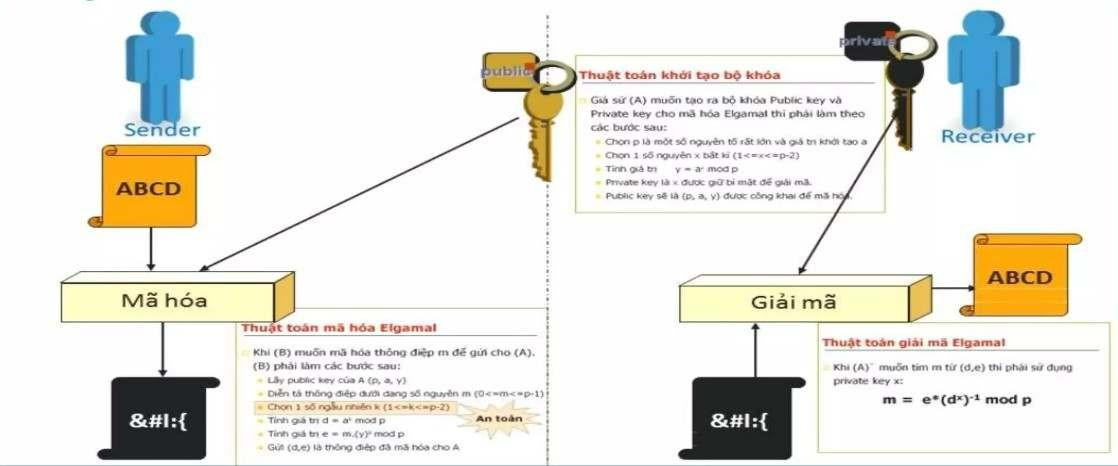 Sender
ABCD
Mã hóa
&#I:{
public
private
Receiver
Thuật toán khởi tạo bộ khóa
Giả sử (A) muốn tạo ra bộ khóa Public key và
Private key cho mã hóa Elgamal thì phải làm theo
các bước sau:
Chọn p là một số nguyên tố rất lớn và giá trị khởi tạo a
Chọn 1 số nguyên x bất kì (1<=x<=p-2)
Tính giá trị y = aˣ mod p
Private key là x được giữ bí mật để giải mã.
Public key sẽ là (p, a, y) được công khai để mã hóa.
Thuật toán mã hóa Elgamal
Khi (B) muốn mã hóa thông điệp m để gửi cho (A).
(B) phải làm các bước sau:
Lấy public key của A (p, a, y)
Diễn tả thông điệp dưới dạng số nguyên m (0<=m<=p-1)
Chọn 1 số ngẫu nhiên k (1<=k<=p-2)
Tính giá trị d = aᵏ mod p
Tính giá trị e = m.(y)ᵏ mod p
Gửi (d,e) là thông điệp đã mã hóa cho A
An toàn
Giải mã
ABCD
&#I:{
Thuật toán giải mã Elgamal
Khi (A) muốn tìm m từ (d,e) thì phải sử dụng
private key x:
m = e*(dˣ)⁻¹ mod p